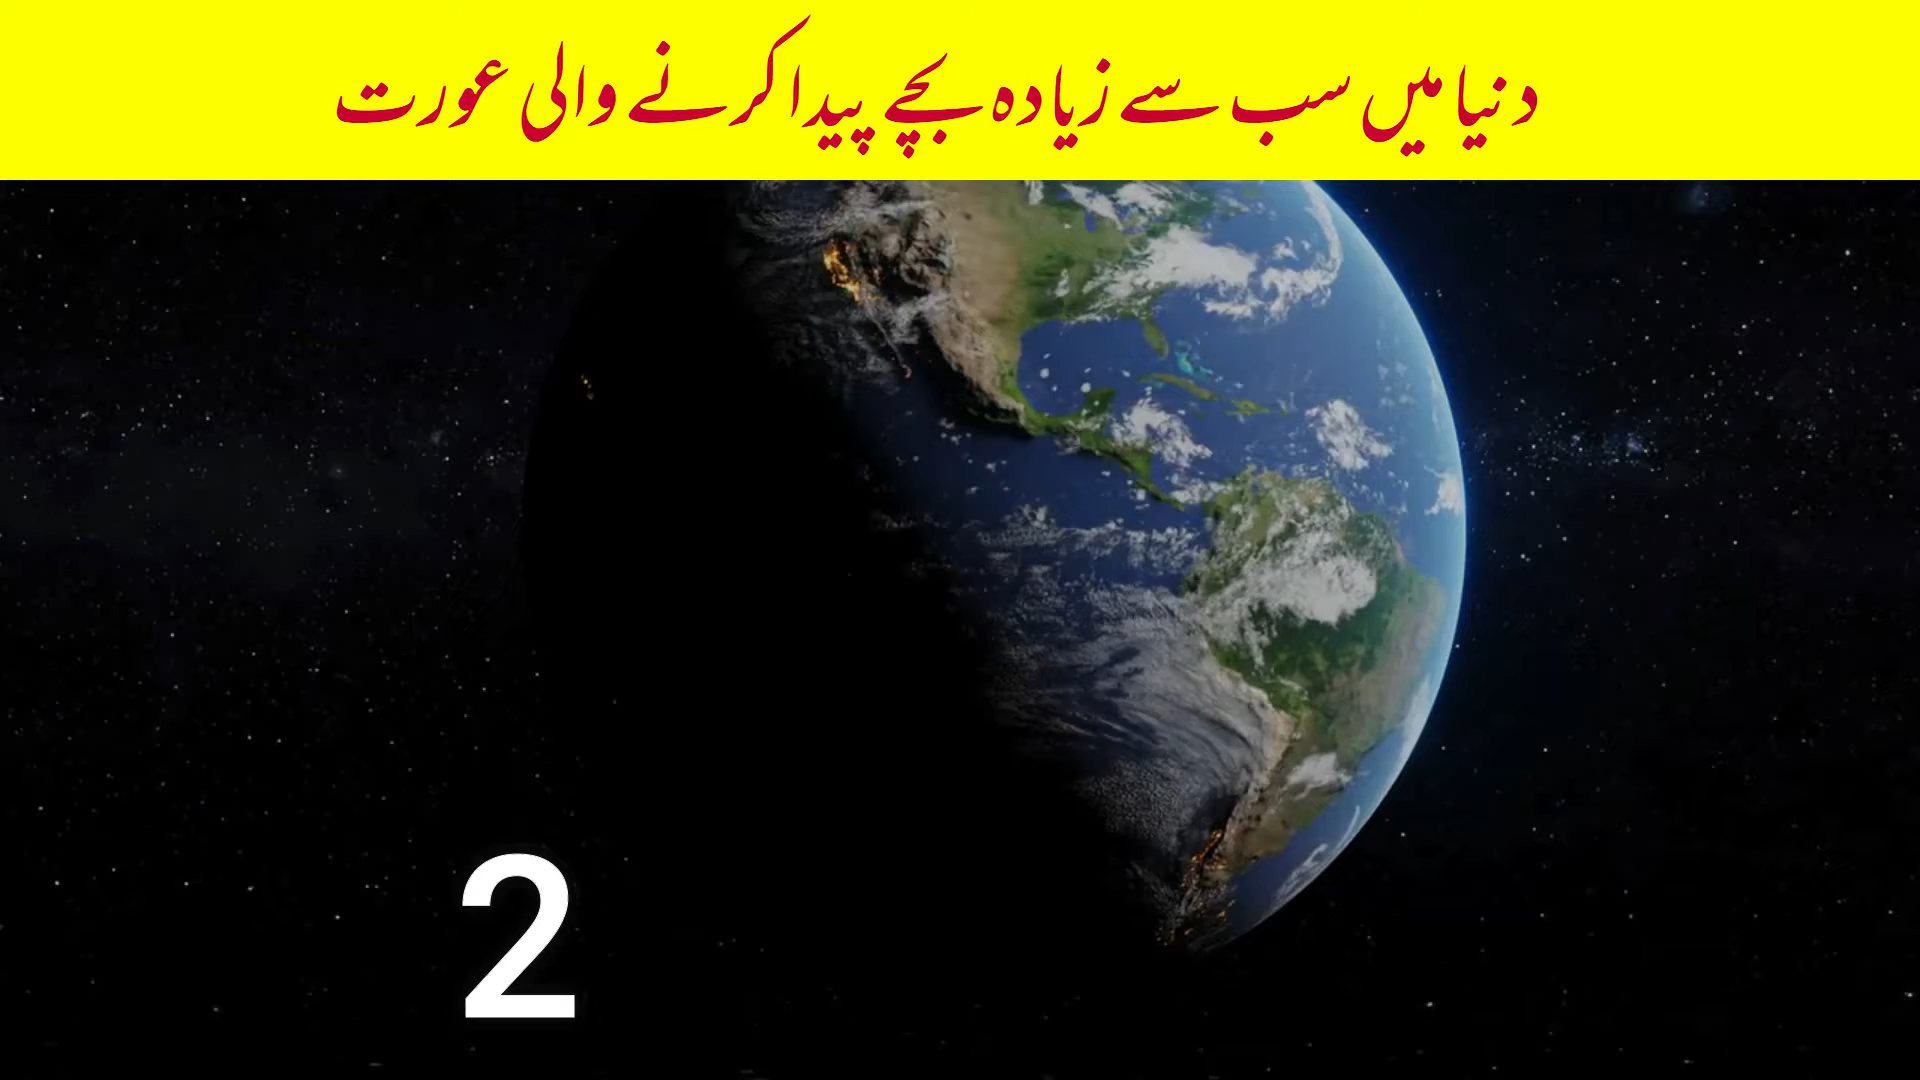 دنیا میں سب سے زیادہ بچے پیدا کرنے والی عورت
2